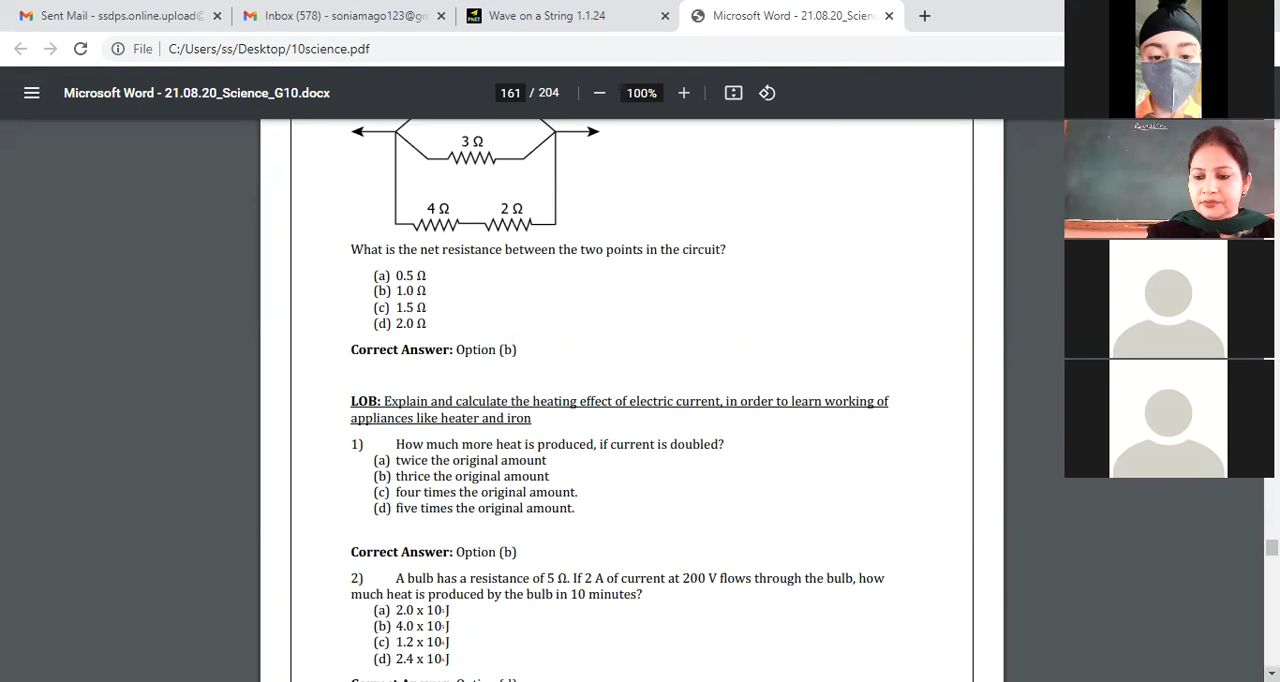 Sent Mail - ssdps.online.upload@
Inbox (578) - soniamago123@gm
Wave on a String 1.1.24
Microsoft Word - 21.08.20_Scien
File
C:/Users/ss/Desktop/10science.pdf
Microsoft Word - 21.08.20_Science_G10.docx
161 / 204
100%
3 Ω
4 Ω 2 Ω
What is the net resistance between the two points in the circuit?
(a) 0.5 Ω
(b) 1.0 Ω
(c) 1.5 Ω
(d) 2.0 Ω
Correct Answer: Option (b)
LOB: Explain and calculate the heating effect of electric current, in order to learn working of
appliances like heater and iron
1) How much more heat is produced, if current is doubled?
(a) twice the original amount
(b) thrice the original amount
(c) four times the original amount.
(d) five times the original amount.
Correct Answer: Option (b)
2) A bulb has a resistance of 5 Ω. If 2 A of current at 200 V flows through the bulb, how
much heat is produced by the bulb in 10 minutes?
(a) 2.0 x 10 J
(b) 4.0 x 10 J
(c) 1.2 x 10 J
(d) 2.4 x 10 J